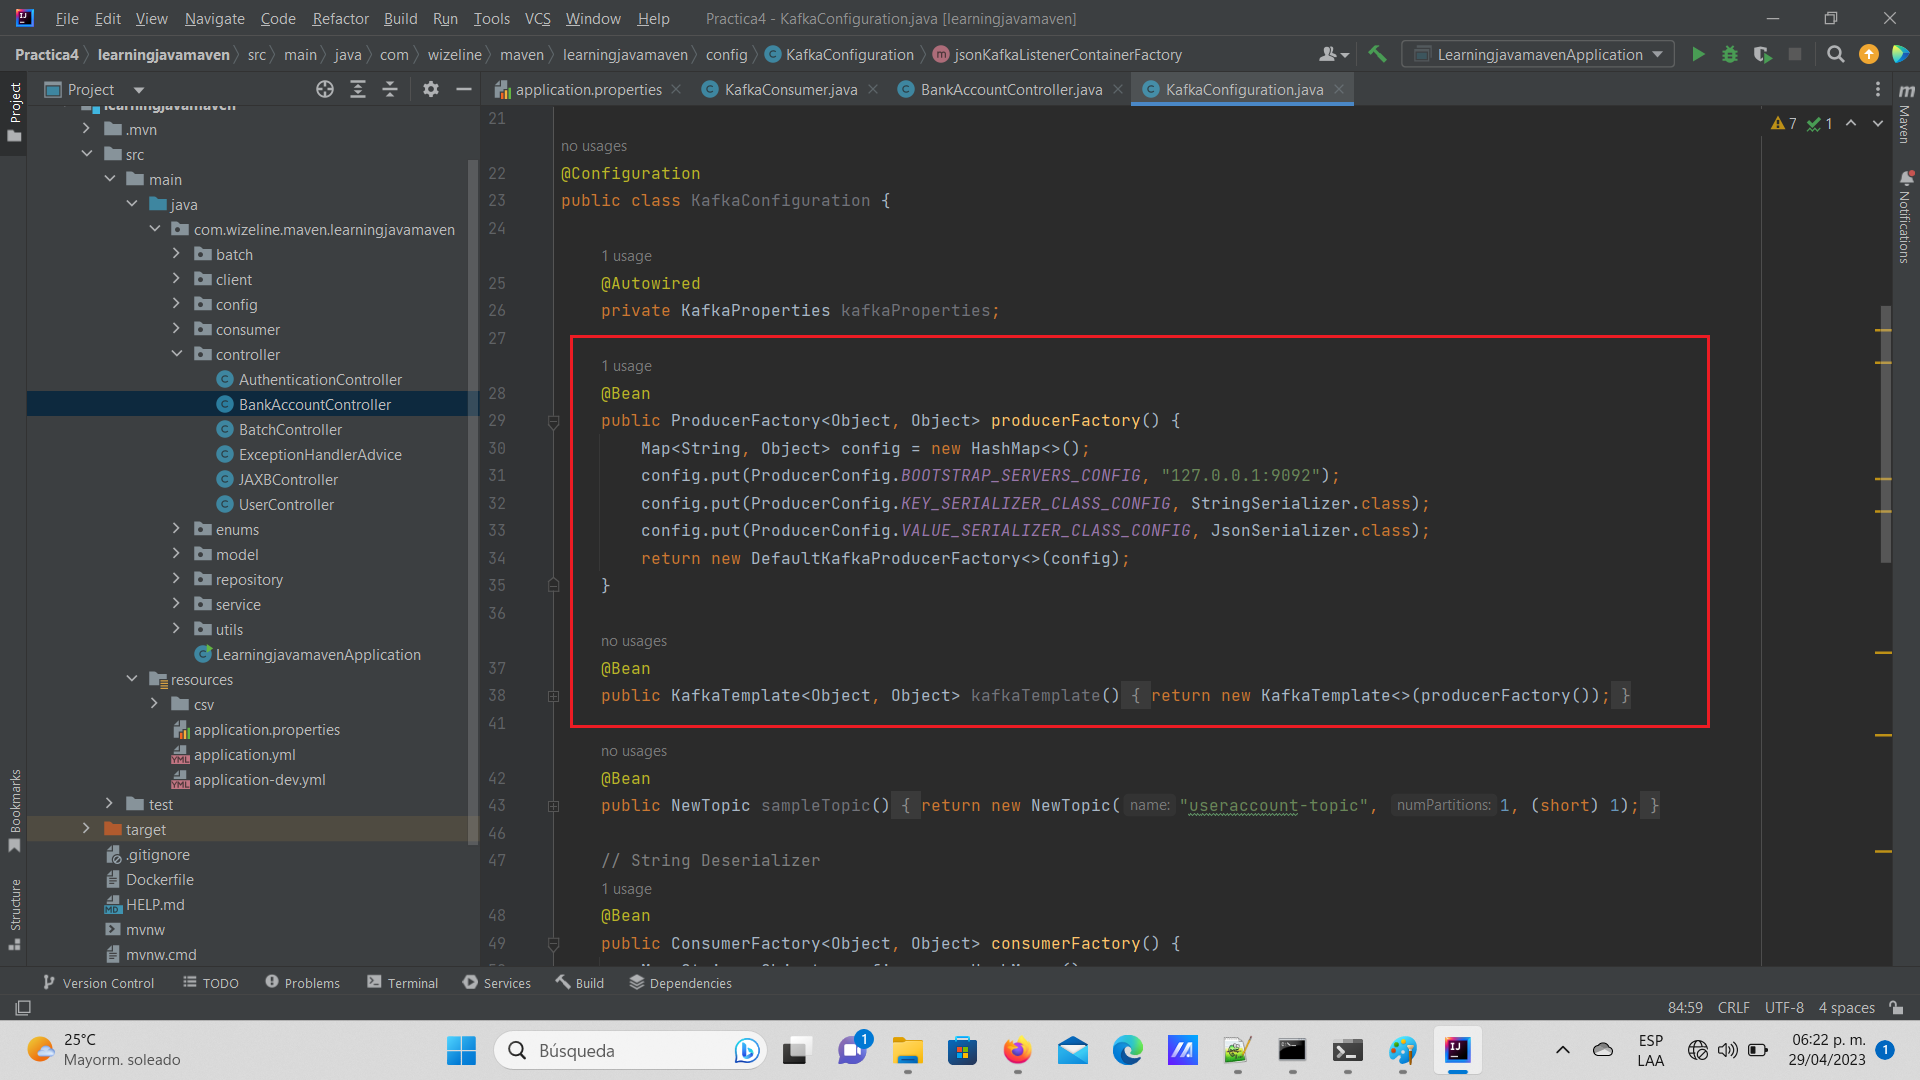 File Edit View Navigate Code Refactor Build Run Tools VCS Window Help Practica4 - KafkaConfiguration.java [learningjavamaven]
Practica4 learningjavamaven src main java com wizeline maven learningjavamaven config KafkaConfiguration jsonKafkaListenerContainerFactory LearningjavamavenApplication
Project
application.properties KafkaConsumer.java BankAccountController.java KafkaConfiguration.java
Project
learningjavamaven
.mvn
src
main
java
com.wizeline.maven.learningjavamaven
batch
client
config
consumer
controller
AuthenticationController
BankAccountController
BatchController
ExceptionHandlerAdvice
JAXBController
UserController
enums
model
repository
service
utils
LearningjavamavenApplication
resources
csv
application.properties
application.yml
application-dev.yml
test
target
.gitignore
Dockerfile
HELP.md
mvnw
mvnw.cmd
Bookmarks
Structure
7 1
21
no usages
22 @Configuration
23 public class KafkaConfiguration {
24
1 usage
25 @Autowired
26 private KafkaProperties kafkaProperties;
27
1 usage
28 @Bean
29 public ProducerFactory<Object, Object> producerFactory() {
30 Map<String, Object> config = new HashMap<>();
31 config.put(ProducerConfig.BOOTSTRAP_SERVERS_CONFIG, "127.0.0.1:9092");
32 config.put(ProducerConfig.KEY_SERIALIZER_CLASS_CONFIG, StringSerializer.class);
33 config.put(ProducerConfig.VALUE_SERIALIZER_CLASS_CONFIG, JsonSerializer.class);
34 return new DefaultKafkaProducerFactory<>(config);
35 }
36
no usages
37 @Bean
38 public KafkaTemplate<Object, Object> kafkaTemplate() { return new KafkaTemplate<>(producerFactory()); }
41
no usages
42 @Bean
43 public NewTopic sampleTopic() { return new NewTopic( name: "useraccount-topic", numPartitions: 1, (short) 1); }
46
47 // String Deserializer
1 usage
48 @Bean
49 public ConsumerFactory<Object, Object> consumerFactory() {
Maven
Notifications
Version Control TODO Problems Terminal Services Build Dependencies
84:59 CRLF UTF-8 4 spaces
25°C
Mayorm. soleado
Búsqueda
1
ESP
LAA
06:22 p. m.
29/04/2023
1